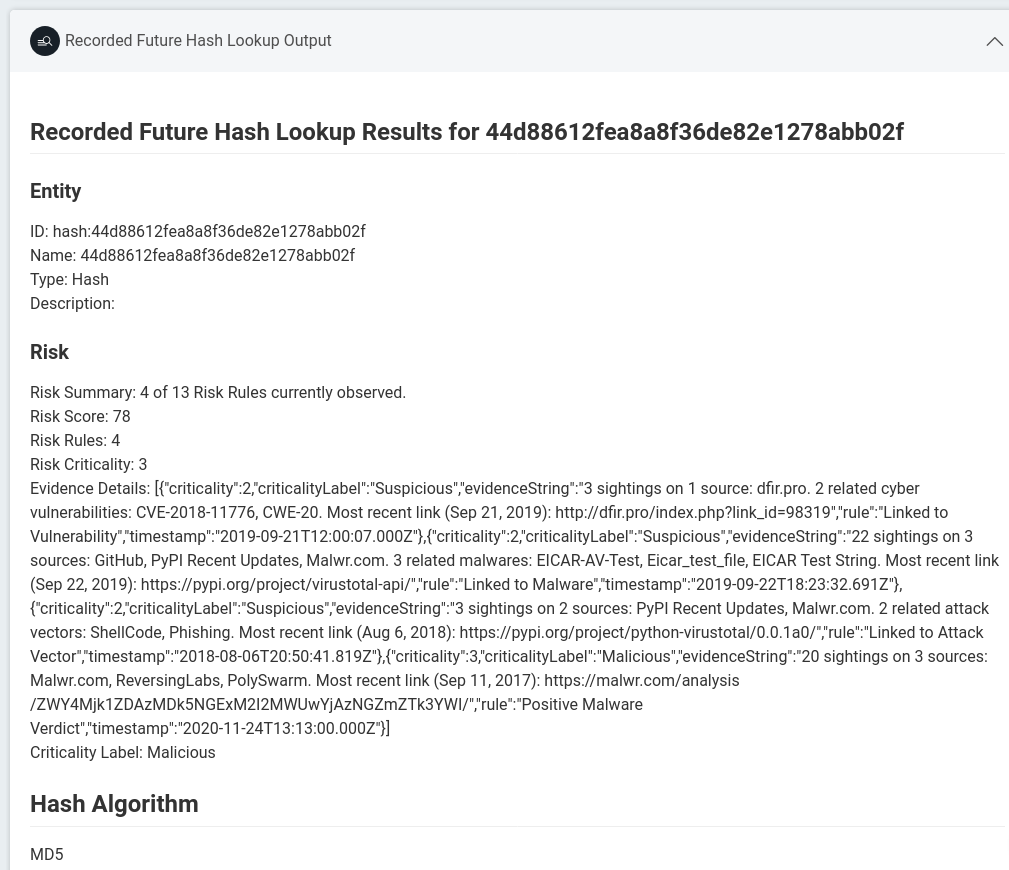 Recorded Future Hash Lookup Output
Recorded Future Hash Lookup Results for 44d88612fea8a8f36de82e1278abb02f
Entity
ID: hash:44d88612fea8a8f36de82e1278abb02f
Name: 44d88612fea8a8f36de82e1278abb02f
Type: Hash
Description:
Risk
Risk Summary: 4 of 13 Risk Rules currently observed.
Risk Score: 78
Risk Rules: 4
Risk Criticality: 3
Evidence Details: [{"criticality":2,"criticalityLabel":"Suspicious","evidenceString":"3 sightings on 1 source: dfir.pro. 2 related cyber
vulnerabilities: CVE-2018-11776, CWE-20. Most recent link (Sep 21, 2019): http://dfir.pro/index.php?link_id=98319","rule":"Linked to
Vulnerability","timestamp":"2019-09-21T12:00:07.000Z"},{"criticality":2,"criticalityLabel":"Suspicious","evidenceString":"22 sightings on 3
sources: GitHub, PyPI Recent Updates, Malwr.com. 3 related malwares: EICAR-AV-Test, Eicar_test_file, EICAR Test String. Most recent link
(Sep 22, 2019): https://pypi.org/project/virustotal-api/","rule":"Linked to Malware","timestamp":"2019-09-22T18:23:32.691Z"},
{"criticality":2,"criticalityLabel":"Suspicious","evidenceString":"3 sightings on 2 sources: PyPI Recent Updates, Malwr.com. 2 related attack
vectors: ShellCode, Phishing. Most recent link (Aug 6, 2018): https://pypi.org/project/python-virustotal/0.0.1a0/","rule":"Linked to Attack
Vector","timestamp":"2018-08-06T20:50:41.819Z"},{"criticality":3,"criticalityLabel":"Malicious","evidenceString":"20 sightings on 3 sources:
Malwr.com, ReversingLabs, PolySwarm. Most recent link (Sep 11, 2017): https://malwr.com/analysis
/ZWY4Mjk1ZDAzMDk5NGExM2I2MWUwYjAzNGZmZTk3YWI/","rule":"Positive Malware
Verdict","timestamp":"2020-11-24T13:13:00.000Z"}]
Criticality Label: Malicious
Hash Algorithm
MD5